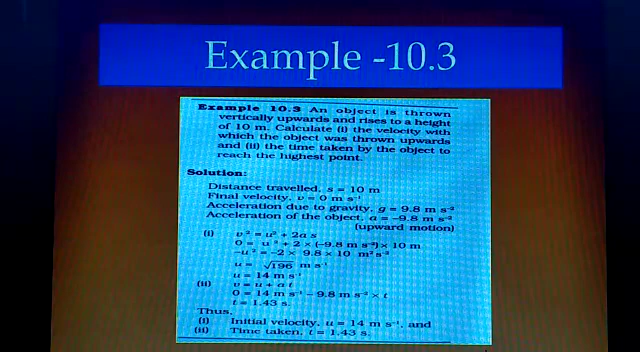 Example -10.3
Example 10.3 An object is thrown
vertically upwards and rises to a height
of 10 m. Calculate (i) the velocity with
which the object was thrown upwards
and (ii) the time taken by the object to
reach the highest point.
Solution:
Distance travelled, s = 10 m
Final velocity, v = 0 m s⁻¹
Acceleration due to gravity, g = 9.8 m s⁻²
Acceleration of the object, a = –9.8 m s⁻²
(upward motion)
(i) v² = u² + 2a s
0 = u² + 2 × (–9.8 m s⁻²) × 10 m
–u² = –2 × 9.8 × 10 m² s⁻²
u = √196 m s⁻¹
u = 14 m s⁻¹
(ii) v = u + a t
0 = 14 m s⁻¹ – 9.8 m s⁻² × t
t = 1.43 s.
Thus,
(i) Initial velocity, u = 14 m s⁻¹, and
(ii) Time taken, t = 1.43 s.